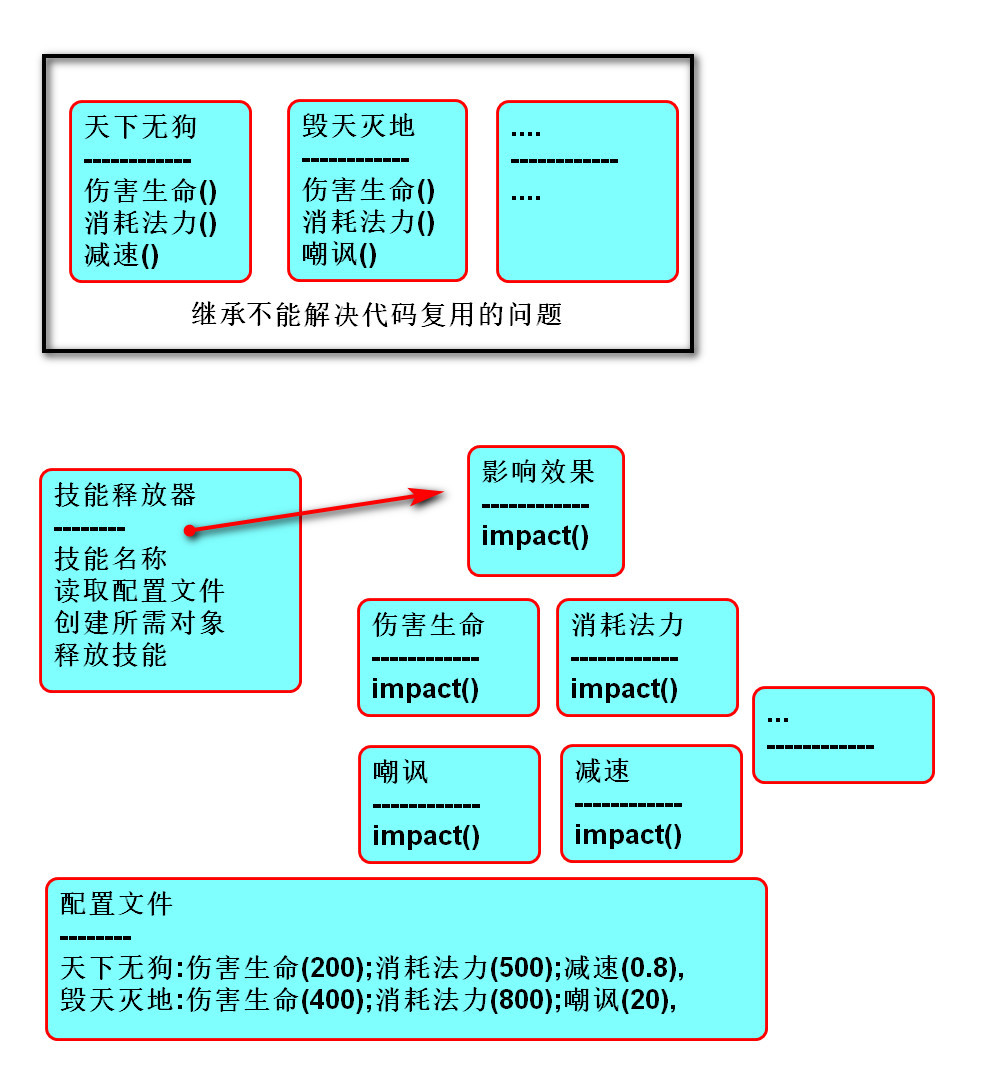 天下无狗
------------
伤害生命()
消耗法力()
减速()
毁天灭地
------------
伤害生命()
消耗法力()
嘲讽()
....
------------
....
继承不能解决代码复用的问题
技能释放器
--------
技能名称
读取配置文件
创建所需对象
释放技能
影响效果
------------
impact()
伤害生命
------------
impact()
消耗法力
------------
impact()
...
------------
嘲讽
------------
impact()
减速
------------
impact()
配置文件
--------
天下无狗:伤害生命(200);消耗法力(500);减速(0.8),
毁天灭地:伤害生命(400);消耗法力(800);嘲讽(20),